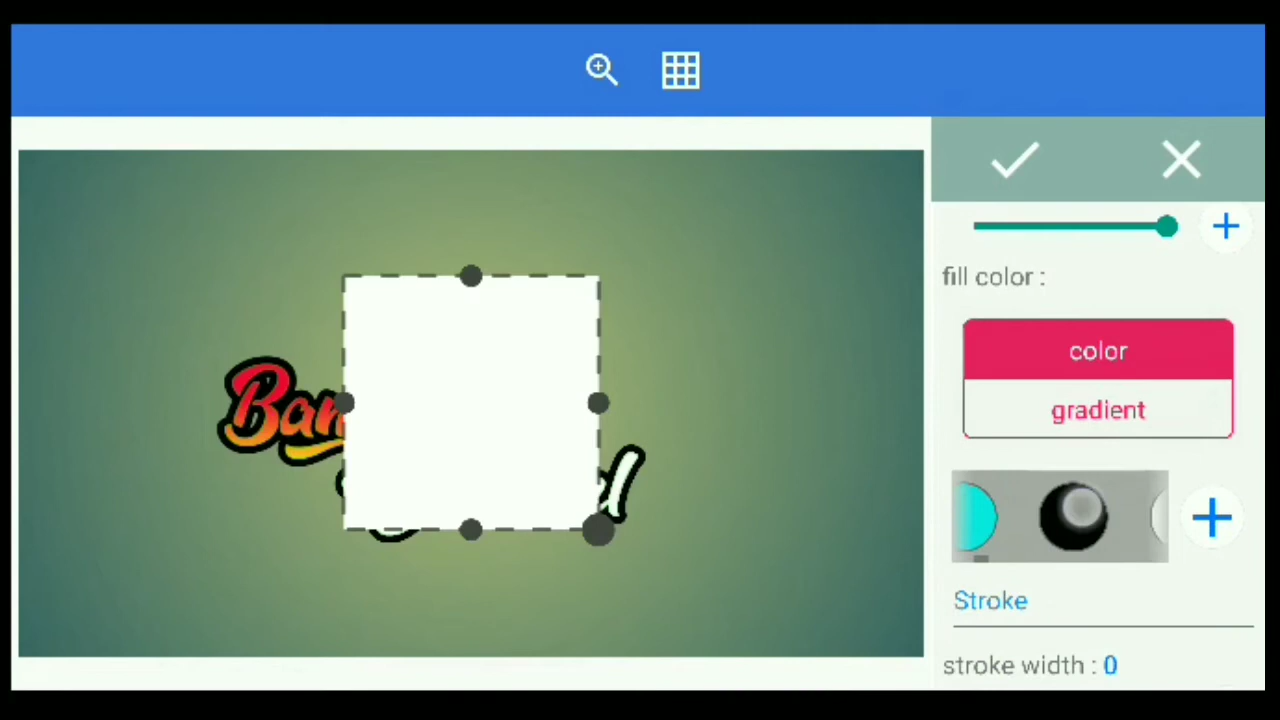 fill color :
color
gradient
Ban
Stroke
stroke width : 0